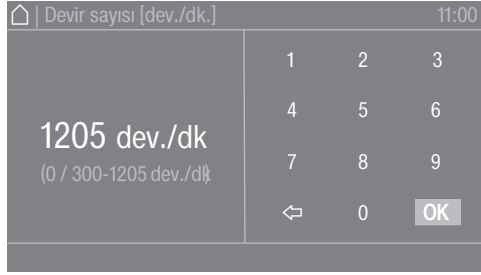 | Devir sayısı [dev./dk.] 11:00
1205 dev./dk
(0 / 300-1205 dev./dk)
1 2 3
4 5 6
7 8 9
0 OK